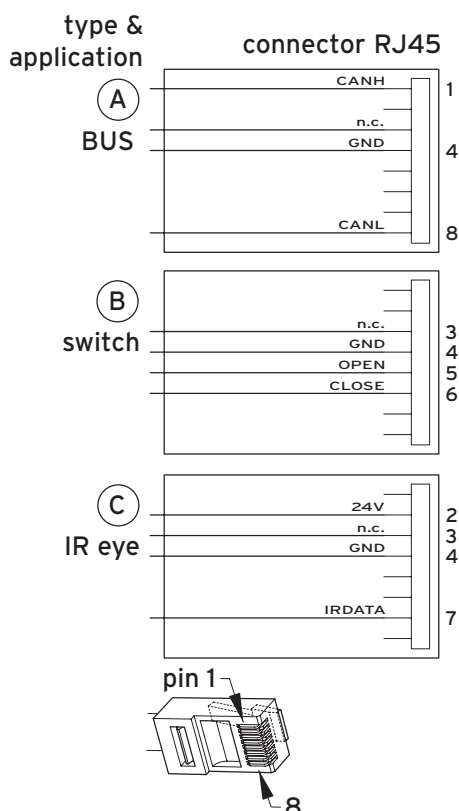 type &
application
connector RJ45
A
BUS
CANH 1
n.c.
GND 4
CANL 8
B
switch
n.c. 3
GND 4
OPEN 5
CLOSE 6
C
IR eye
24V 2
n.c. 3
GND 4
IRDATA 7
pin 1
8